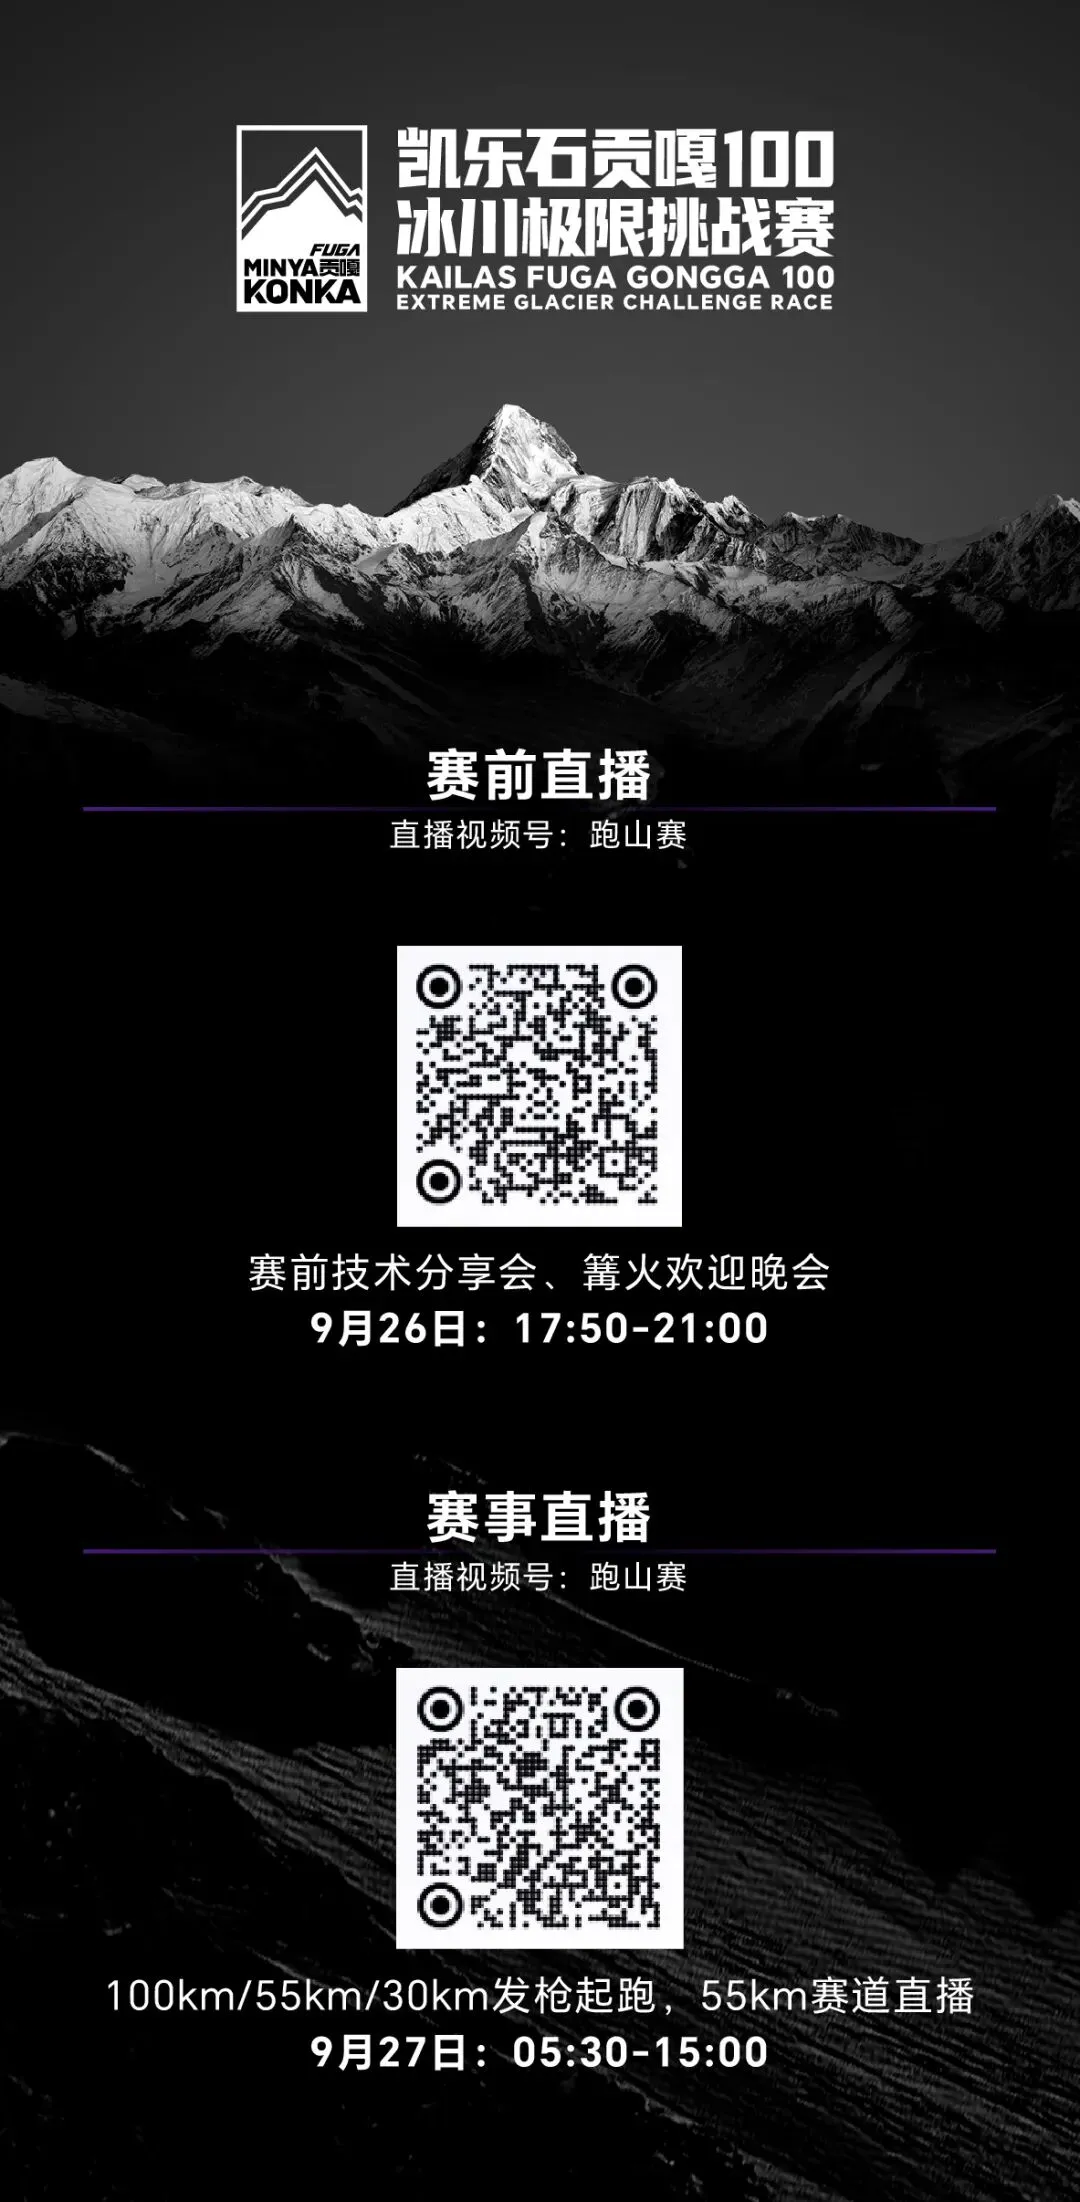 FUGA
MINYA贡嘎
KONKA
凯乐石贡嘎100
冰川极限挑战赛
KAILAS FUGA GONGGA 100
EXTREME GLACIER CHALLENGE RACE
赛前直播
直播视频号：跑山赛
赛前技术分享会、篝火欢迎晚会
9月26日：17:50-21:00
赛事直播
直播视频号：跑山赛
100km/55km/30km发枪起跑，55km赛道直播
9月27日：05:30-15:00